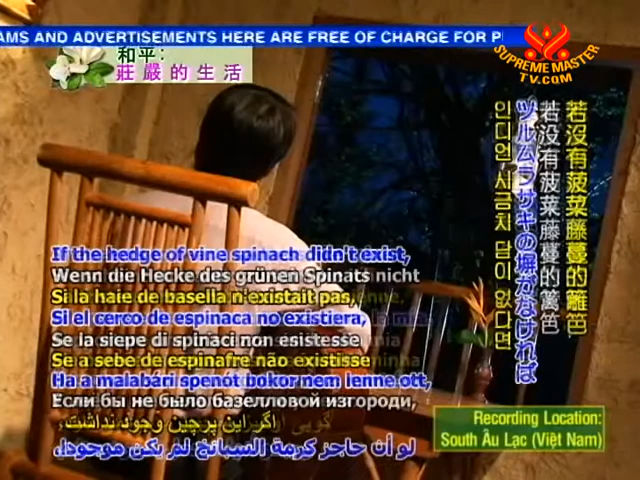 AMS AND ADVERTISEMENTS HERE ARE FREE OF CHARGE FOR P
SUPREME MASTER
TV.COM
和平:
莊嚴的生活
若沒有菠菜藤蔓的籬笆
若没有菠菜藤蔓的篱笆
ツルムラサキの塀がなければ
인디언 시금치 담이 없다면
If the hedge of vine spinach didn't exist,
Wenn die Hecke des grünen Spinats nicht
Si la haie de basella n'existait pas,
Si el cerco de espinaca no existiera,
Se la siepe di spinaci non esistesse
Se a sebe de espinafre não existisse
Ha a malabári spenót bokor nem lenne ott,
Если бы не было базелловой изгороди,
اگر این پرچین وجود نداشت،
لو أن حاجز كرمة السبانخ لم يكن موجوداً،
Recording Location:
South Âu Lạc (Việt Nam)